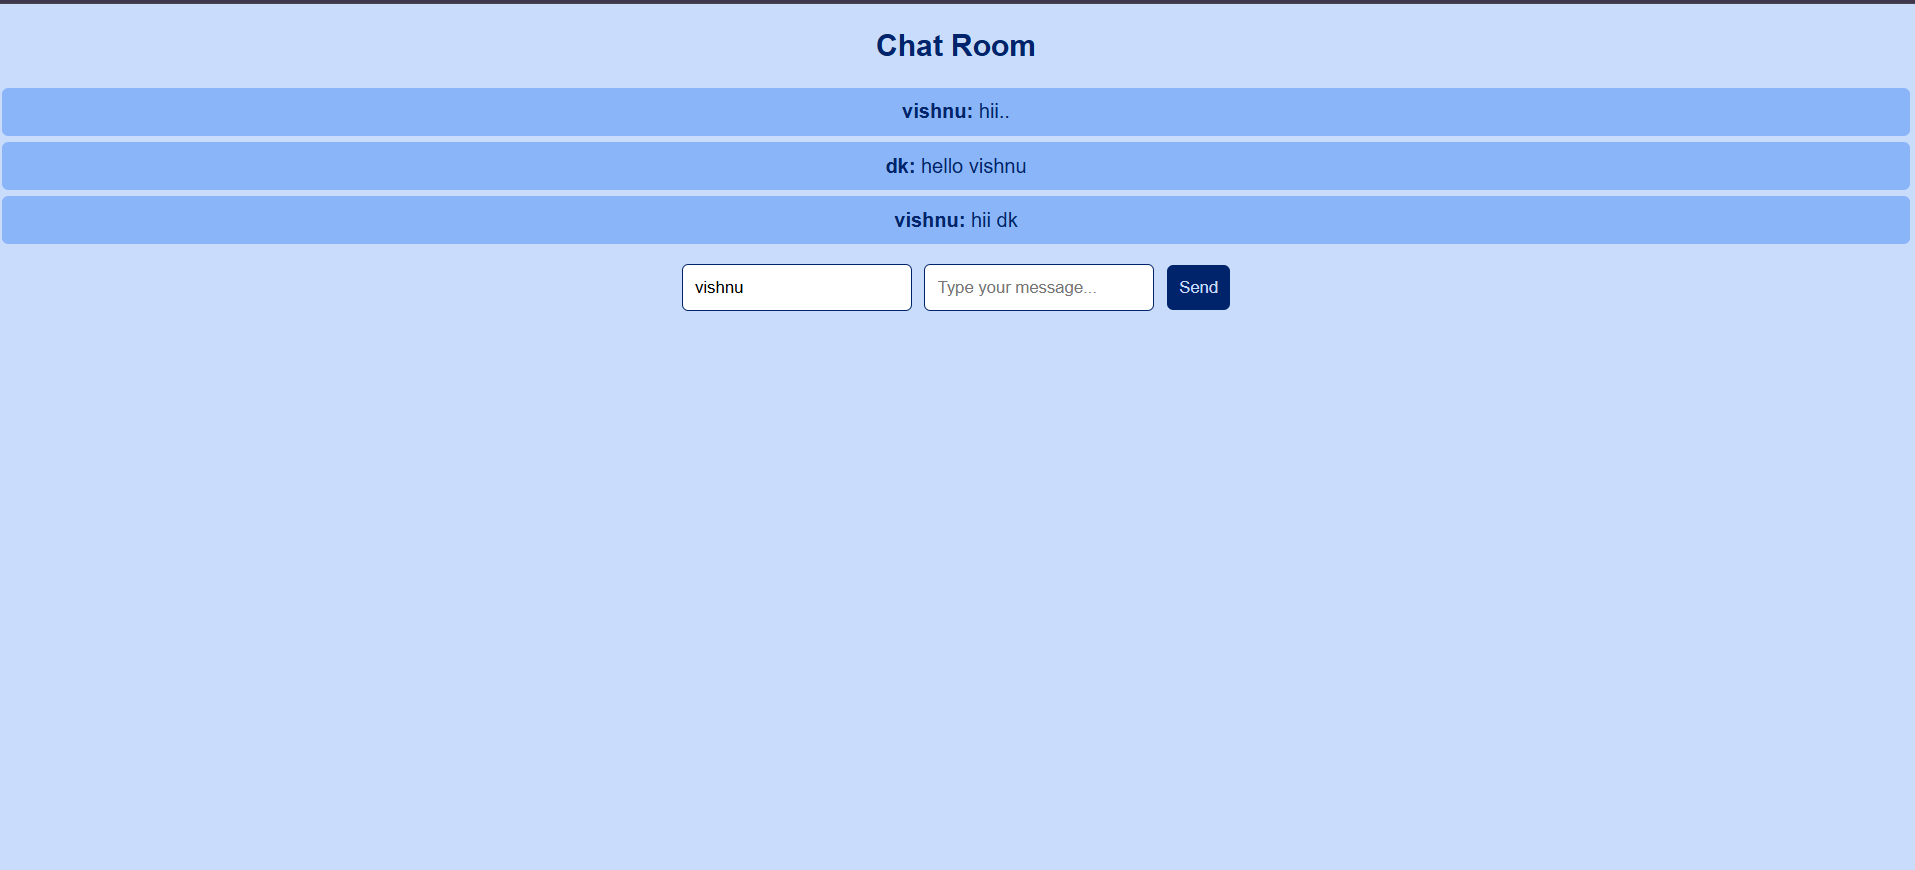 Chat Room
vishnu: hii..
dk: hello vishnu
vishnu: hii dk
vishnu Type your message... Send